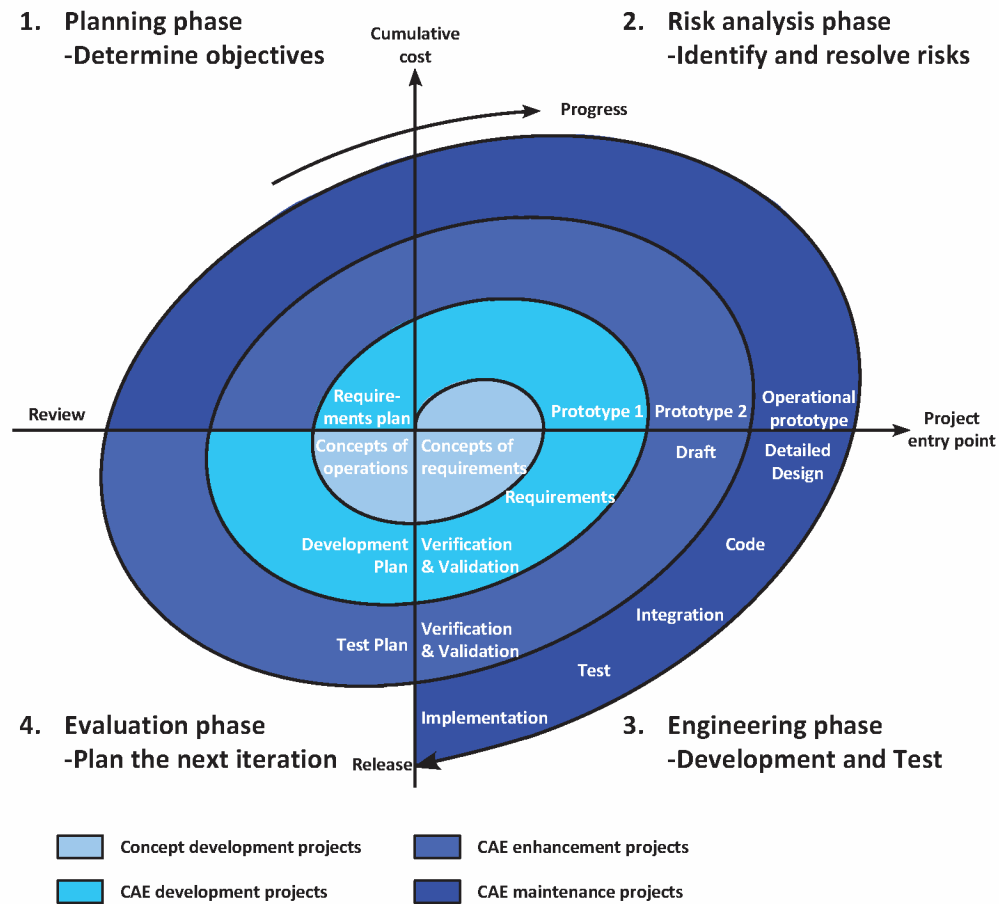 1. Planning phase
-Determine objectives
Cumulative
cost
2. Risk analysis phase
-Identify and resolve risks
Progress
Review
Require-
ments plan
Prototype 1
Prototype 2
Operational
prototype
Project
entry point
Concepts of
operations
Concepts of
requirements
Draft
Detailed
Design
Requirements
Development
Plan
Verification
& Validation
Code
Integration
Test Plan
Verification
& Validation
Test
Implementation
4. Evaluation phase
-Plan the next iteration
Release
3. Engineering phase
-Development and Test
Concept development projects
CAE enhancement projects
CAE development projects
CAE maintenance projects